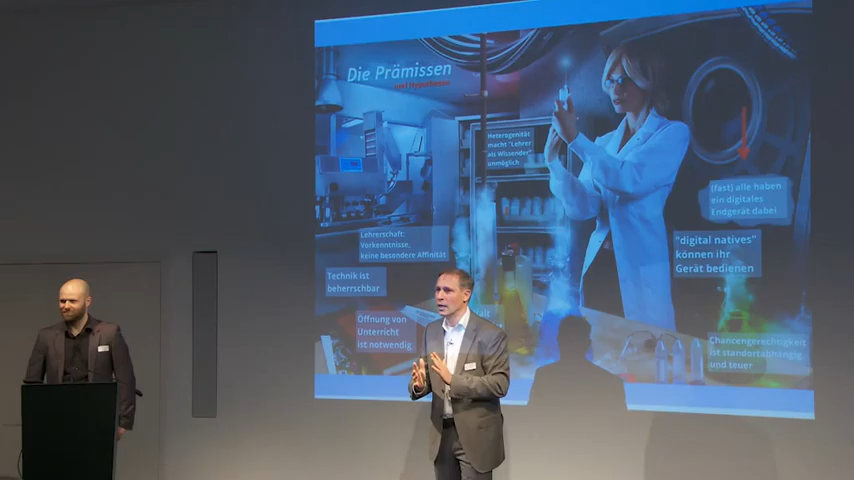 Die Prämissen
und Hypothesen
Heterogenität
macht "Lehrer
als Wissender"
unmöglich
(fast) alle haben
ein digitales
Endgerät dabei
Lehrerschaft:
Vorkenntnisse,
keine besondere Affinität
"digital natives"
können ihr
Gerät bedienen
Technik ist
beherrschbar
Öffnung von
Unterricht
ist notwendig
Chancengerechtigkeit
ist standortabhängig
und teuer